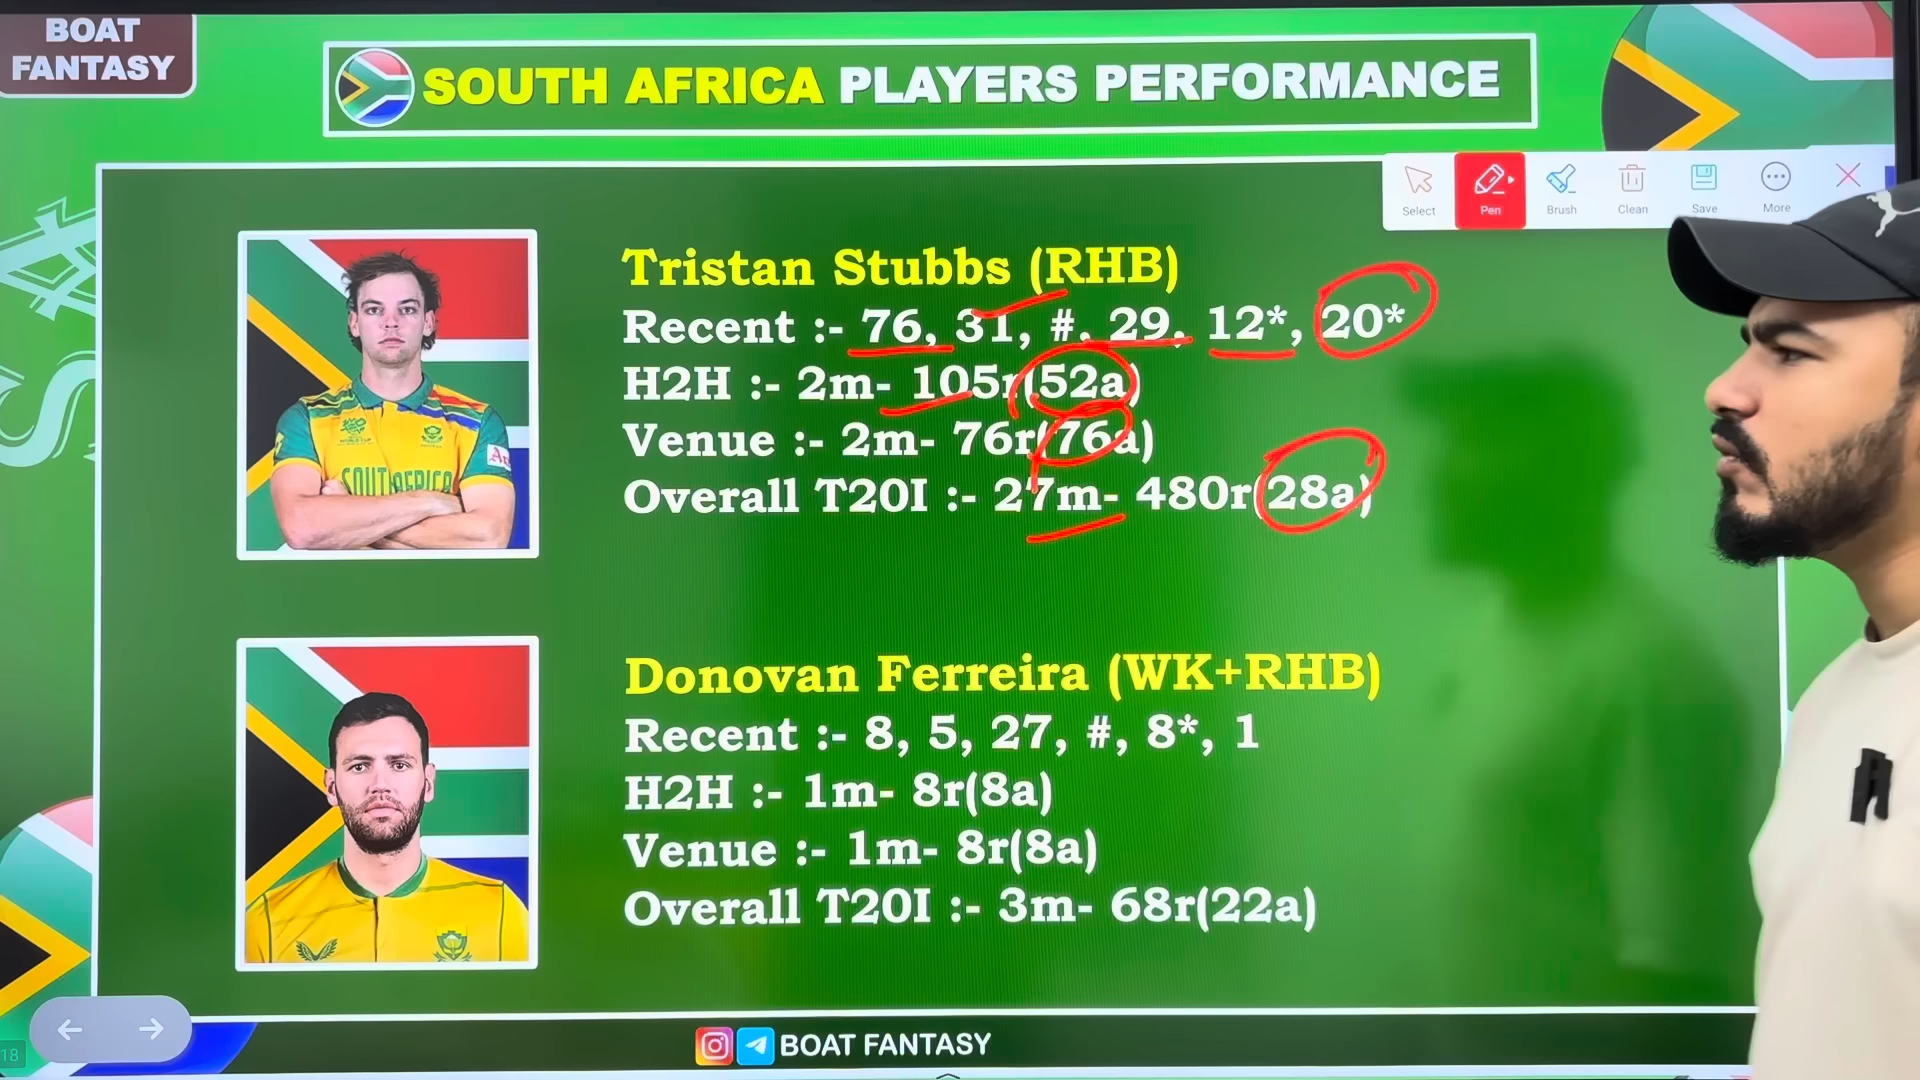 BOAT
FANTASY
SOUTH AFRICA PLAYERS PERFORMANCE
Select
Pen
Brush
Clean
Save
More
Tristan Stubbs (RHB)
Recent :- 76, 31, #, 29, 12*, 20*
H2H :- 2m- 105r(52a)
Venue :- 2m- 76r(76a)
Overall T20I :- 27m- 480r(28a)
SOUTH AFRICA
Donovan Ferreira (WK+RHB)
Recent :- 8, 5, 27, #, 8*, 1
H2H :- 1m- 8r(8a)
Venue :- 1m- 8r(8a)
Overall T20I :- 3m- 68r(22a)
18
BOAT FANTASY